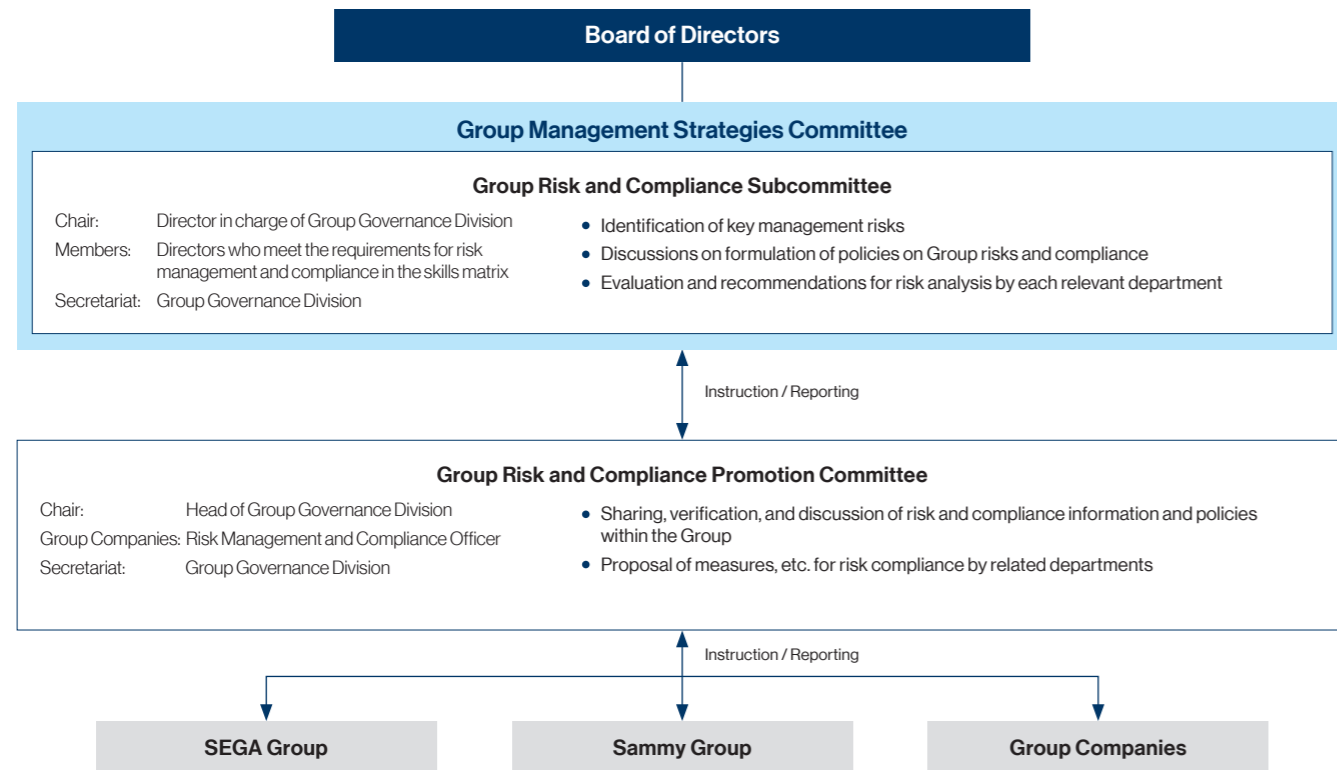 Board of Directors
Group Management Strategies Committee
Group Risk and Compliance Subcommittee
Chair: Director in charge of Group Governance Division
Members: Directors who meet the requirements for risk
management and compliance in the skills matrix
Secretariat: Group Governance Division
• Identification of key management risks
• Discussions on formulation of policies on Group risks and compliance
• Evaluation and recommendations for risk analysis by each relevant department
Instruction / Reporting
Group Risk and Compliance Promotion Committee
Chair: Head of Group Governance Division
Group Companies: Risk Management and Compliance Officer
Secretariat: Group Governance Division
• Sharing, verification, and discussion of risk and compliance information and policies
within the Group
• Proposal of measures, etc. for risk compliance by related departments
Instruction / Reporting
SEGA Group
Sammy Group
Group Companies